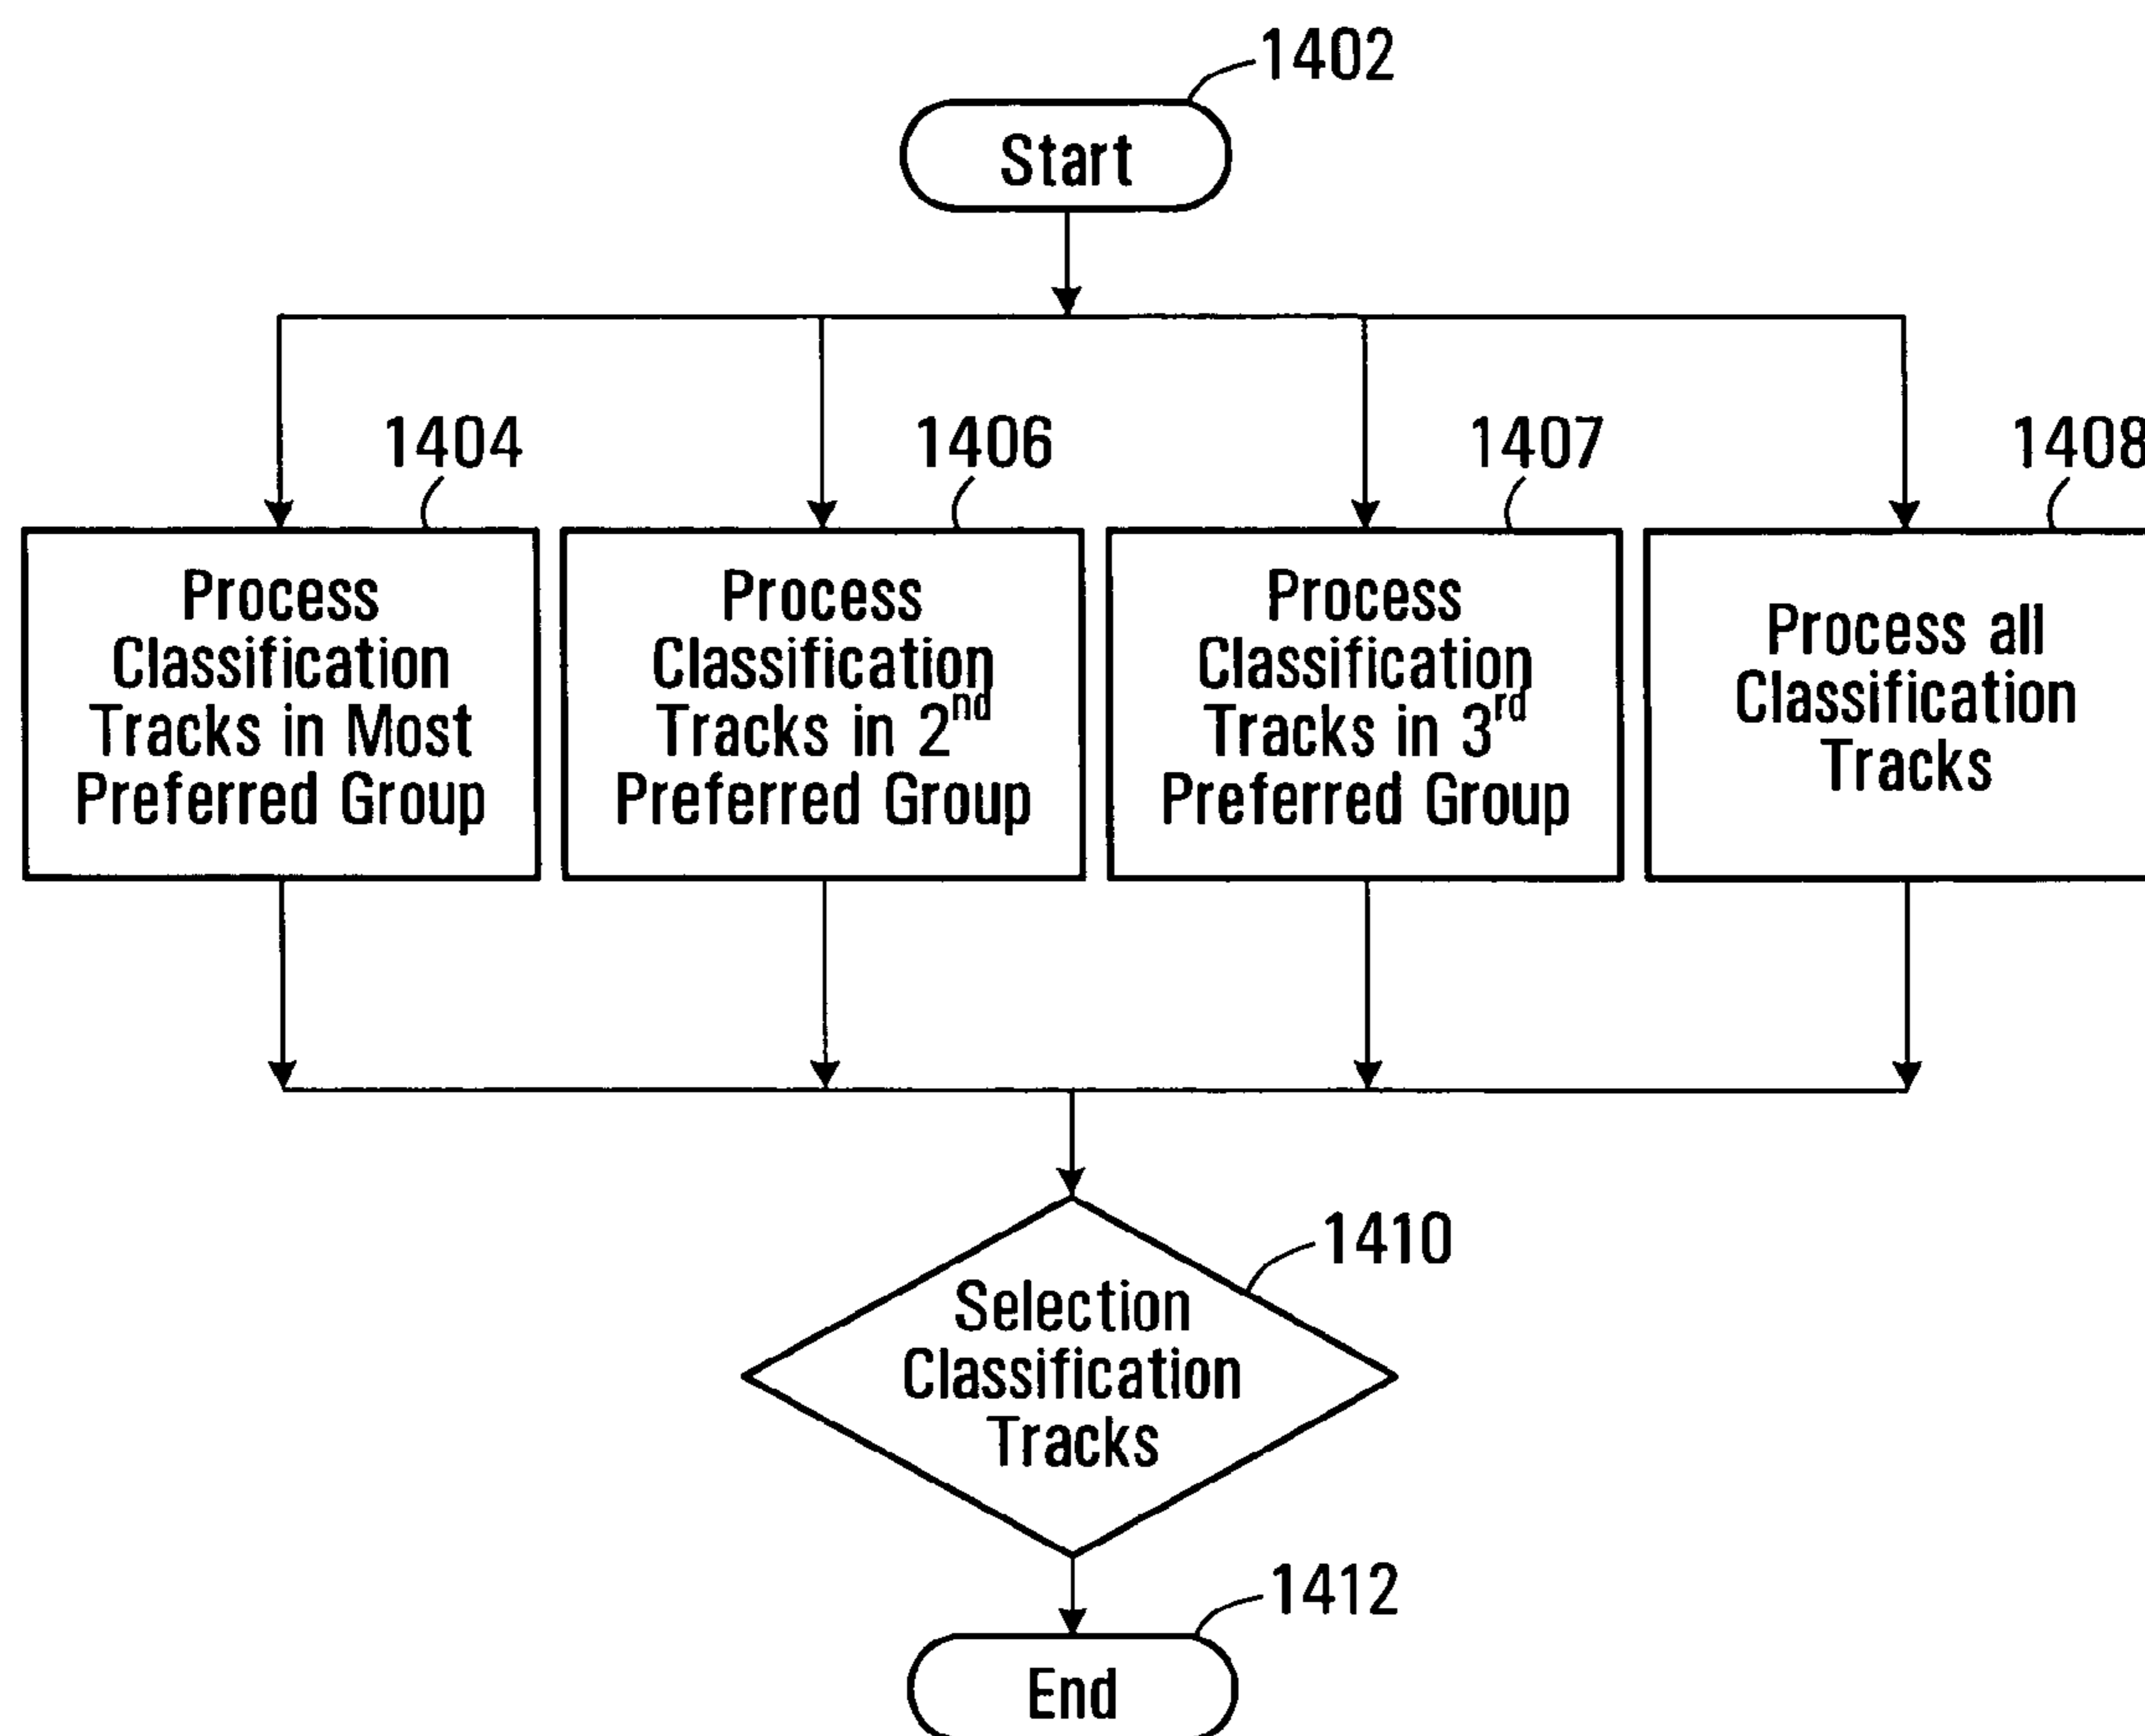 1402
Start
1404
1406
1407
1408
Process
Classification
Tracks in Most
Preferred Group
Process
Classification
Tracks in 2nd
Preferred Group
Process
Classification
Tracks in 3rd
Preferred Group
Process all
Classification
Tracks
1410
Selection
Classification
Tracks
1412
End